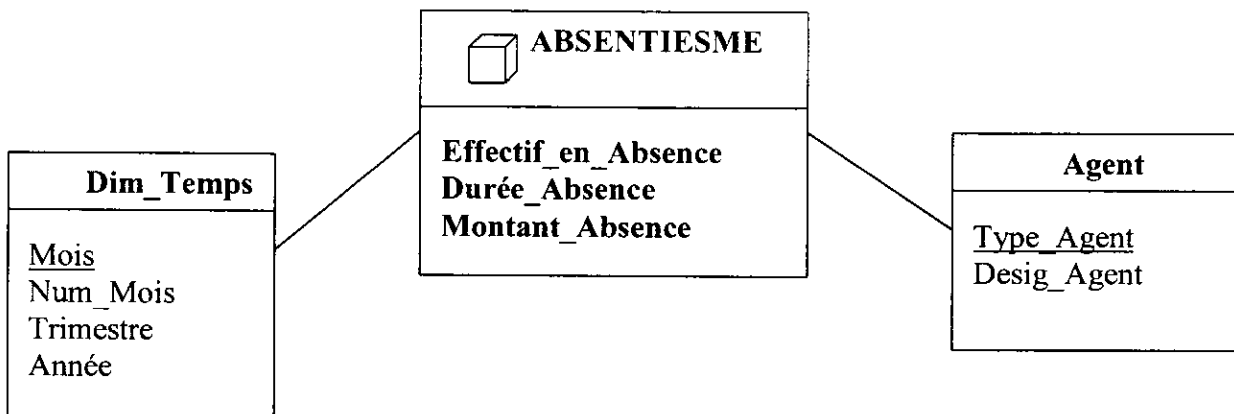 ABSENTIESME
Effectif_en_Absence
Durée_Absence
Montant_Absence
Dim_Temps
Mois
Num_Mois
Trimestre
Année
Agent
Type_Agent
Desig_Agent